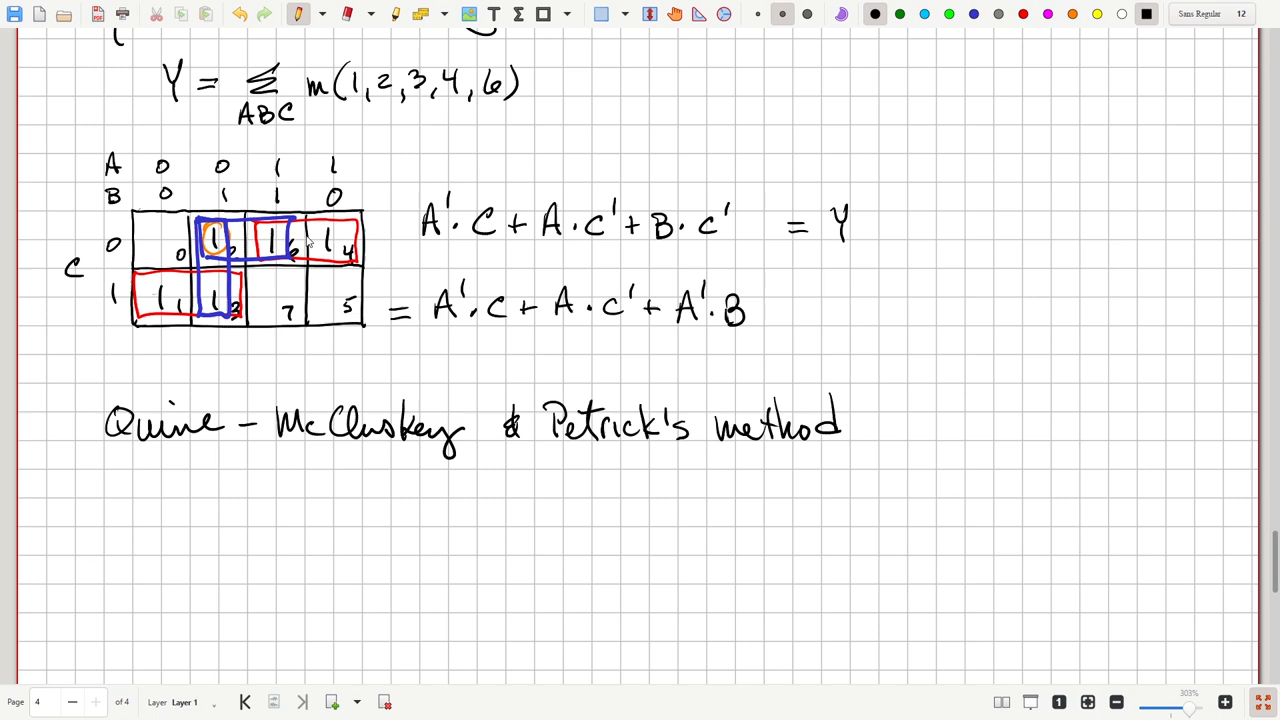 Sans Regular 12
Y = Σ m(1,2,3,4,6)
ABC
A 0 0 1 1
B 0 1 1 0
C 0 0 1 2 1 6 1 4
1 1 1 1 3 7 5
A'·C + A·C' + B·C' = Y
= A'·C + A·C' + A'·B
Quine - McCluskey & Petrick's method
Page 4 of 4 Layer Layer 1 303%